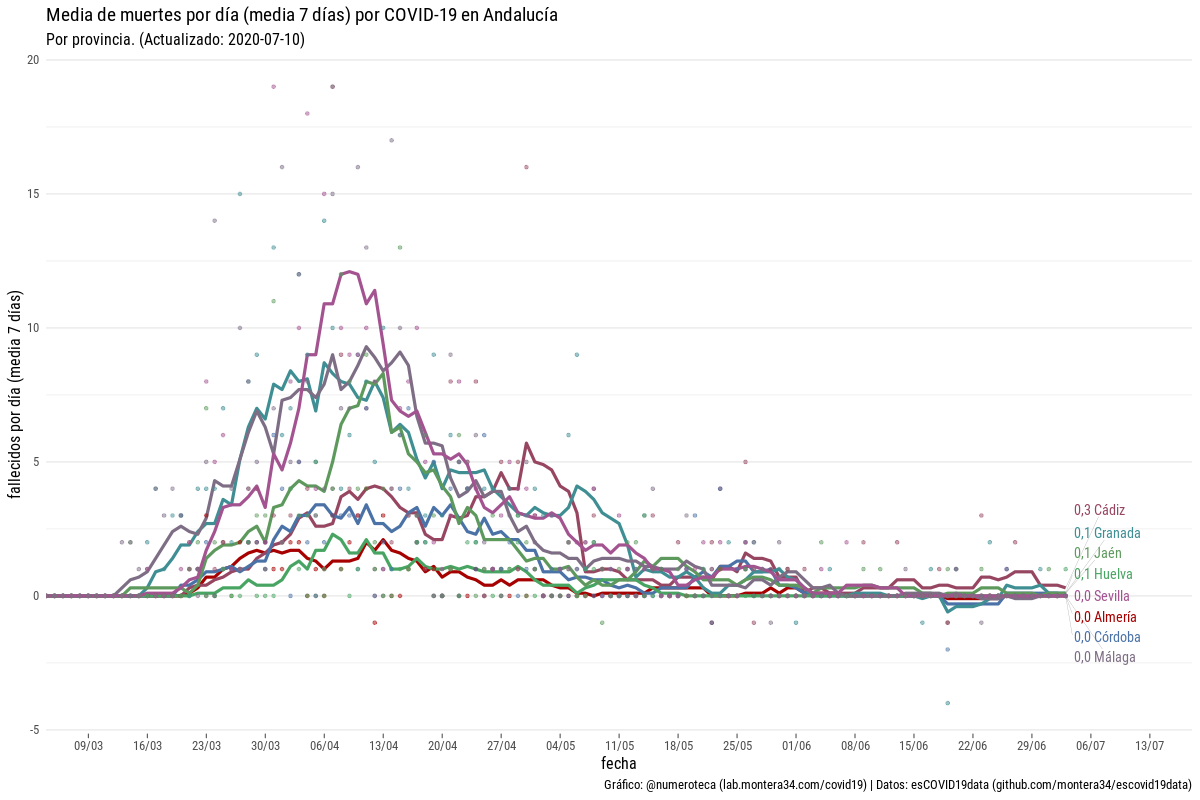 Media de muertes por día (media 7 días) por COVID-19 en Andalucía
Por provincia. (Actualizado: 2020-07-10)
fallecidos por día (media 7 días)
20
15
10
5
0
-5
0,3 Cádiz
0,1 Granada
0,1 Jaén
0,1 Huelva
0,0 Sevilla
0,0 Almería
0,0 Córdoba
0,0 Málaga
09/03 16/03 23/03 30/03 06/04 13/04 20/04 27/04 04/05 11/05 18/05 25/05 01/06 08/06 15/06 22/06 29/06 06/07 13/07
fecha
Gráfico: @numeroteca (lab.montera34.com/covid19) | Datos: esCOVID19data (github.com/montera34/escovid19data)